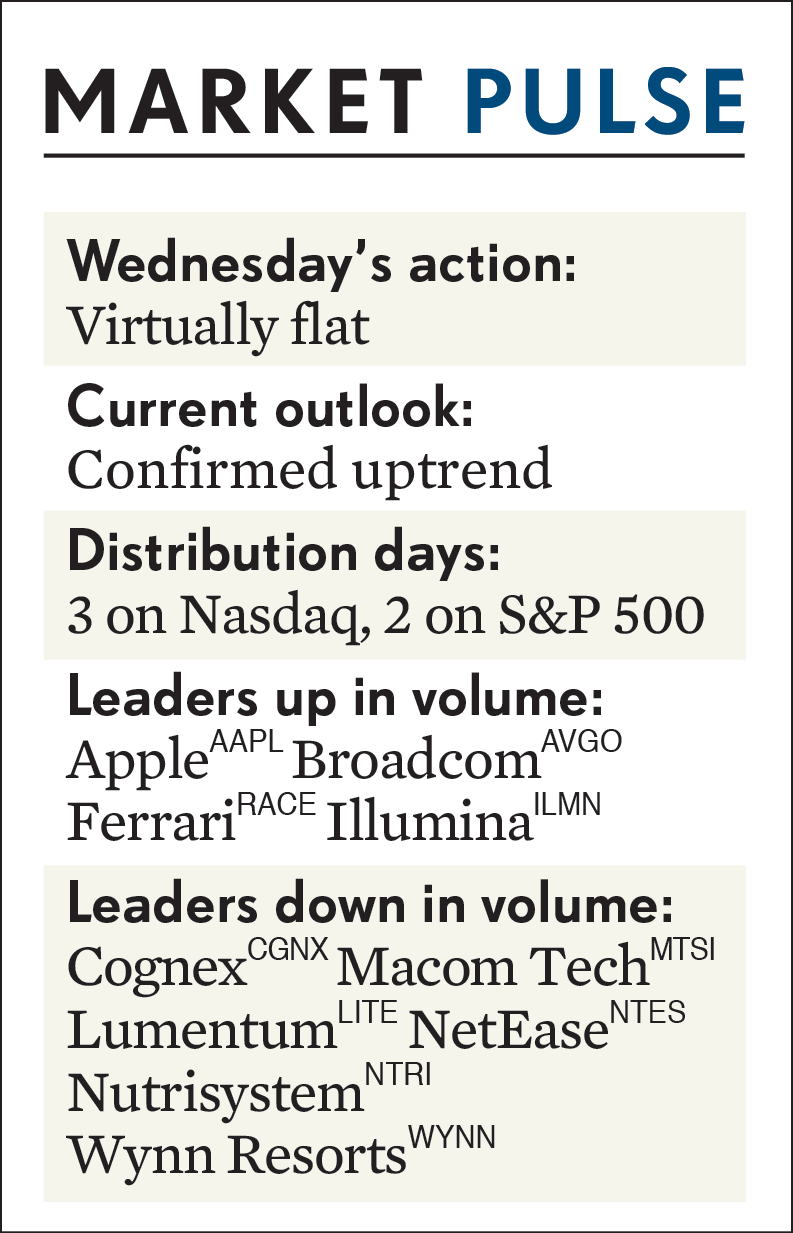 MARKET PULSE
Wednesday’s action:
Virtually flat
Current outlook:
Confirmed uptrend
Distribution days:
3 on Nasdaq, 2 on S&P 500
Leaders up in volume:
Apple AAPL Broadcom AVGO
Ferrari RACE Illumina ILMN
Leaders down in volume:
Cognex CGNX Macom Tech MTSI
Lumentum LITE NetEase NTES
Nutrisystem NTRI
Wynn Resorts WYNN